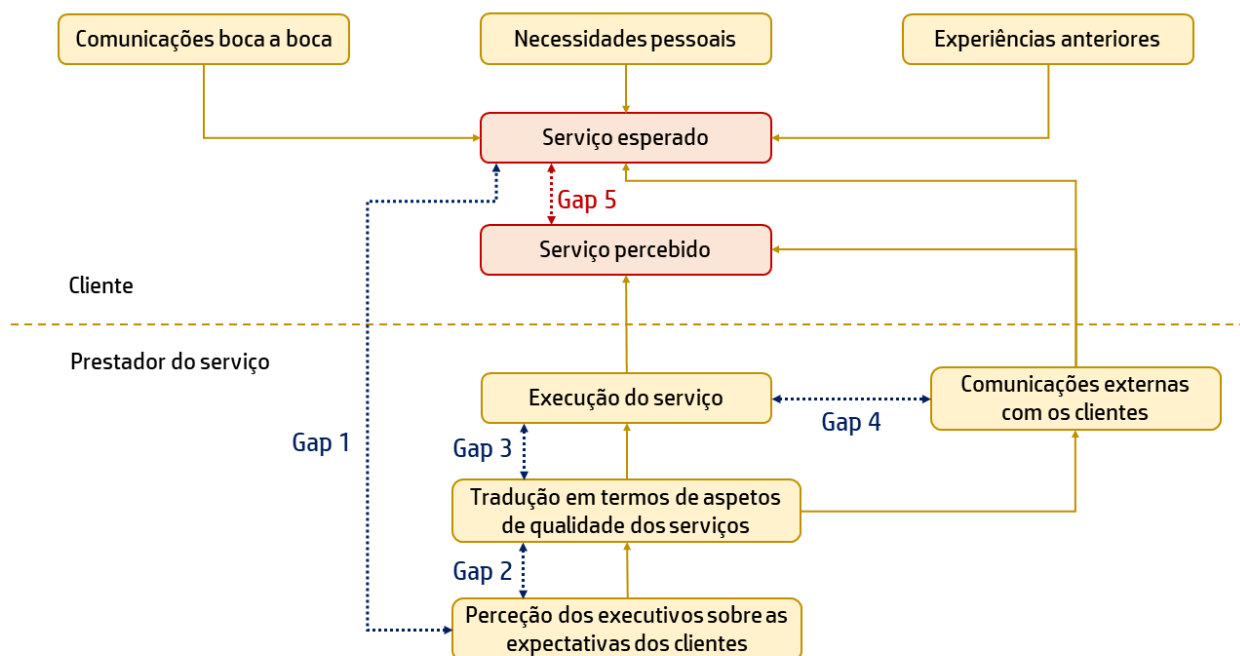 Comunicações boca a boca
Necessidades pessoais
Experiências anteriores
Serviço esperado
Gap 5
Serviço percebido
Cliente
Prestador do serviço
Execução do serviço
Comunicações externas
com os clientes
Gap 4
Gap 1
Gap 3
Tradução em termos de aspetos
de qualidade dos serviços
Gap 2
Perceção dos executivos sobre as
expectativas dos clientes